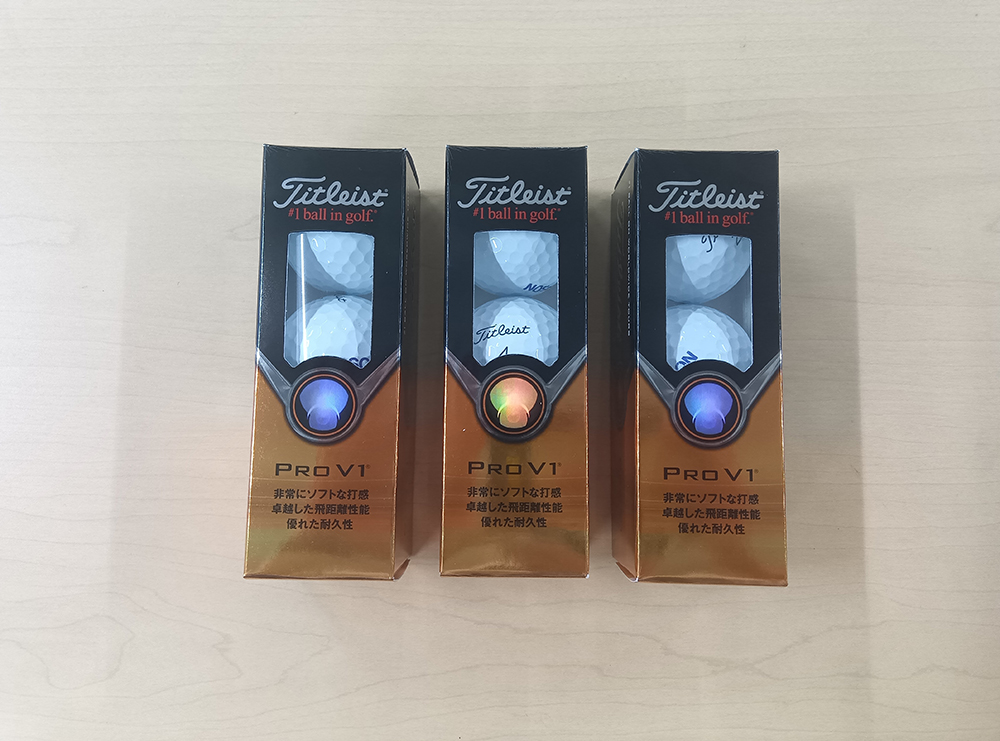 Titleist®
#1 ball in golf.®
PRO V1®
非常にソフトな打感
卓越した飛距離性能
優れた耐久性
Titleist®
#1 ball in golf.®
Titleist
4
PRO V1®
非常にソフトな打感
卓越した飛距離性能
優れた耐久性
Titleist®
#1 ball in golf.®
PRO V1®
非常にソフトな打感
卓越した飛距離性能
優れた耐久性